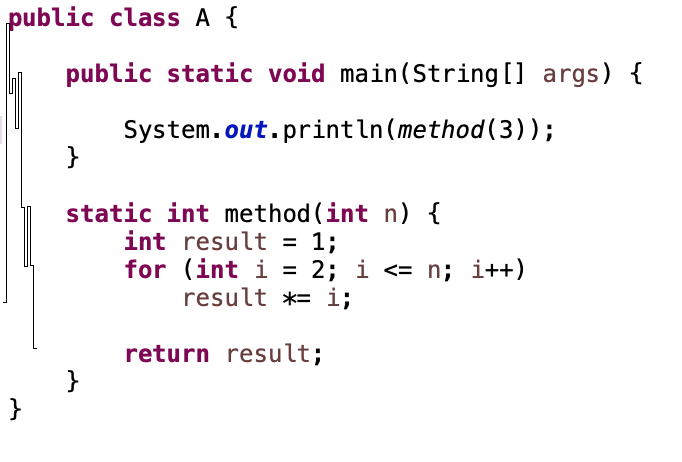 public class A {
public static void main(String[] args) {
System.out.println(method(3));
}
static int method(int n) {
int result = 1;
for (int i = 2; i <= n; i++)
result *= i;
return result;
}
}